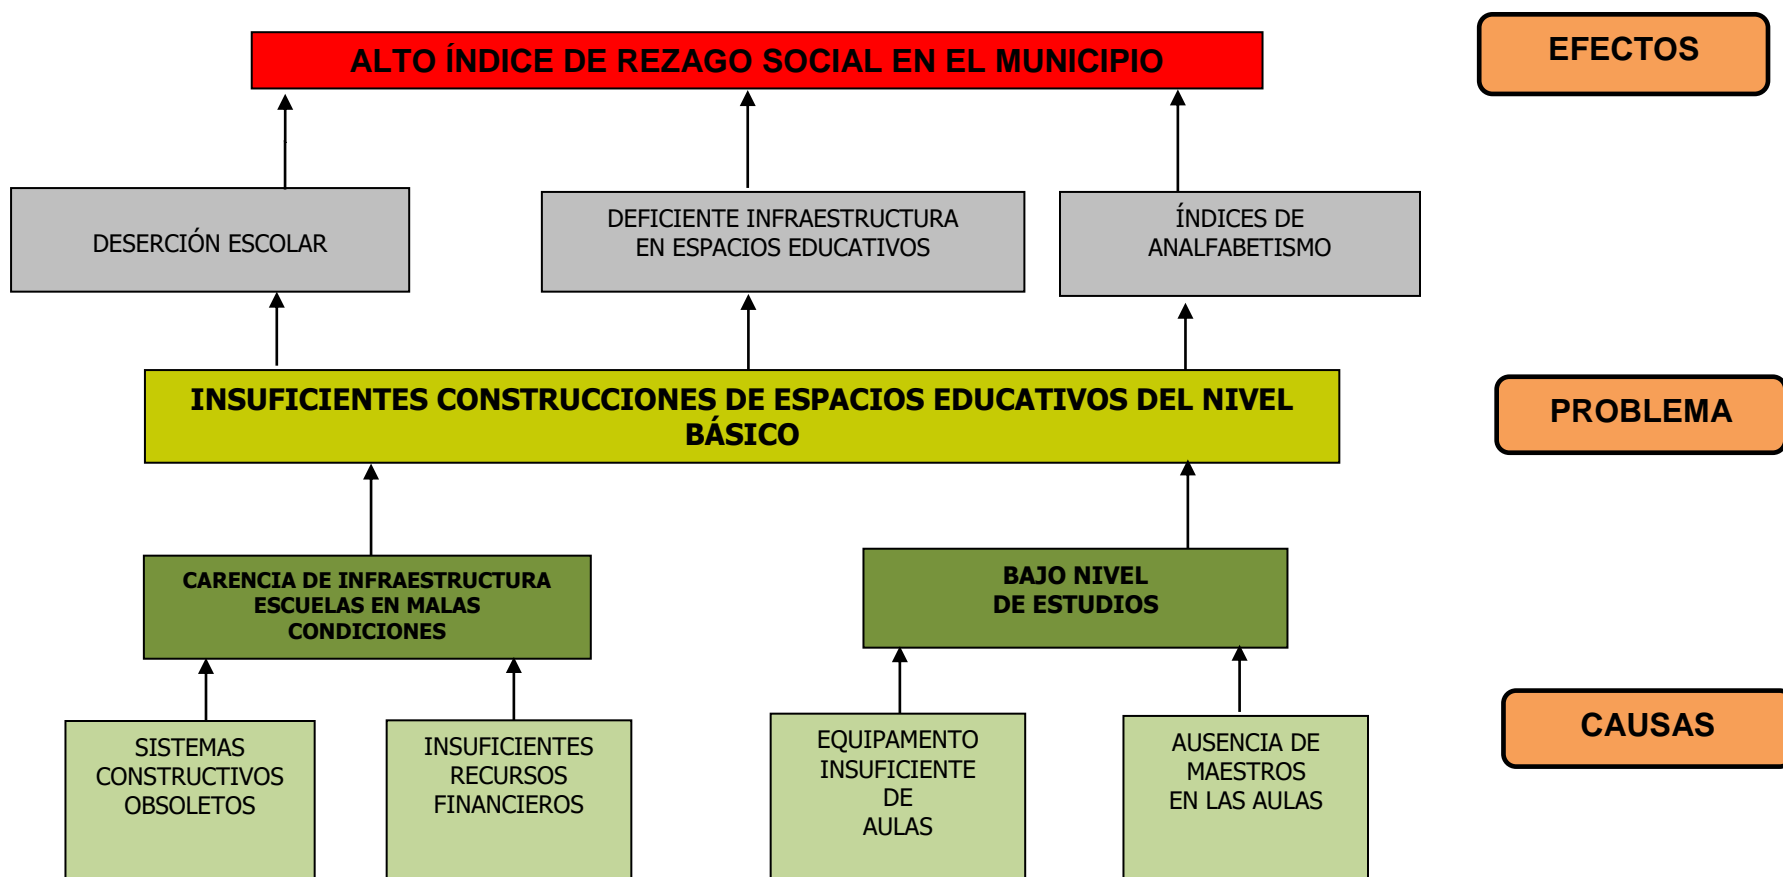 ALTO ÍNDICE DE REZAGO SOCIAL EN EL MUNICIPIO
EFECTOS
DESERCIÓN ESCOLAR
DEFICIENTE INFRAESTRUCTURA
EN ESPACIOS EDUCATIVOS
ÍNDICES DE
ANALFABETISMO
INSUFICIENTES CONSTRUCCIONES DE ESPACIOS EDUCATIVOS DEL NIVEL
BÁSICO
PROBLEMA
CARENCIA DE INFRAESTRUCTURA
ESCUELAS EN MALAS
CONDICIONES
BAJO NIVEL
DE ESTUDIOS
SISTEMAS
CONSTRUCTIVOS
OBSOLETOS
INSUFICIENTES
RECURSOS
FINANCIEROS
EQUIPAMENTO
INSUFICIENTE
DE
AULAS
AUSENCIA DE
MAESTROS
EN LAS AULAS
CAUSAS